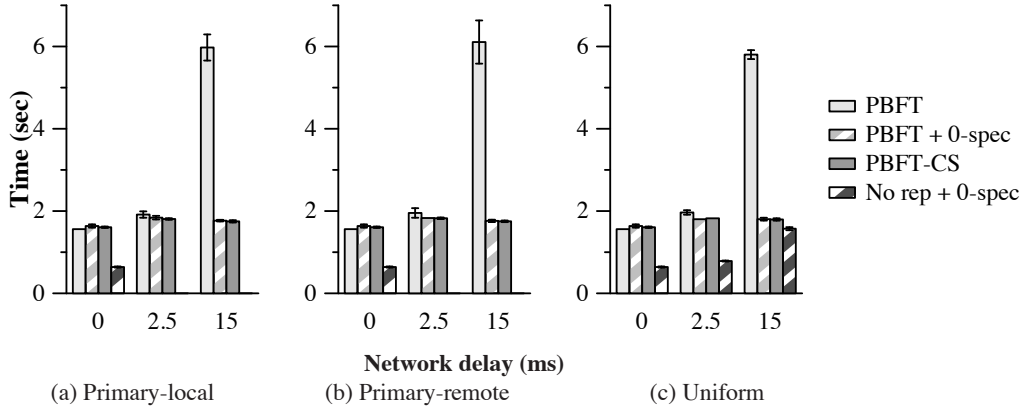 Time (sec)
6
4
2
0
0 2.5 15
(a) Primary-local
6
4
2
0
0 2.5 15
(b) Primary-remote
6
4
2
0
0 2.5 15
(c) Uniform
Network delay (ms)
PBFT
PBFT + 0-spec
PBFT-CS
No rep + 0-spec